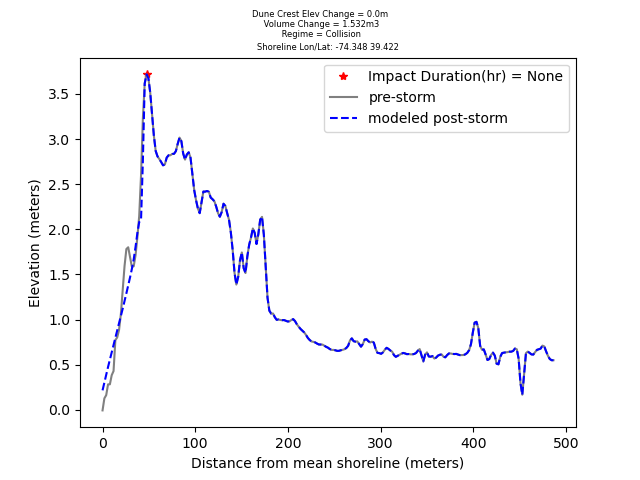 Dune Crest Elev Change = 0.0m
Volume Change = 1.532m3
Regime = Collision
Shoreline Lon/Lat: -74.348 39.422
Impact Duration(hr) = None
pre-storm
modeled post-storm
Elevation (meters)
3.5
3.0
2.5
2.0
1.5
1.0
0.5
0.0
0 100 200 300 400 500
Distance from mean shoreline (meters)